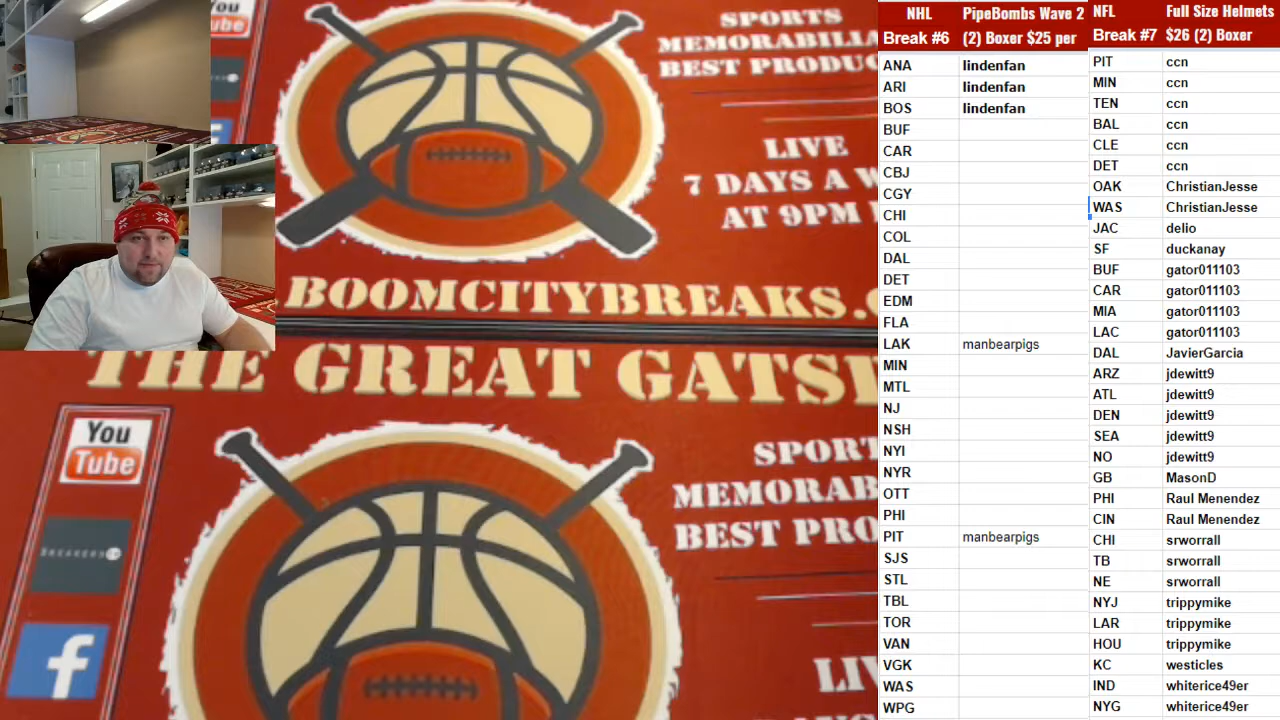 You
Tube
SPORTS
MEMORABILIA
BEST PRODUC
LIVE
7 DAYS A W
AT 9PM
BOOMCITYBREAKS.
THE GREAT GATSB
You
Tube
BREAKERS
f
SPORT
MEMORAB
BEST PRO
LIV
NHL PipeBombs Wave 2
Break #6 (2) Boxer $25 per
ANA lindenfan
ARI lindenfan
BOS lindenfan
BUF
CAR
CBJ
CGY
CHI
COL
DAL
DET
EDM
FLA
LAK manbearpigs
MIN
MTL
NJ
NSH
NYI
NYR
OTT
PHI
PIT manbearpigs
SJS
STL
TBL
TOR
VAN
VGK
WAS
WPG
NFL Full Size Helmets
Break #7 $26 (2) Boxer
PIT ccn
MIN ccn
TEN ccn
BAL ccn
CLE ccn
DET ccn
OAK ChristianJesse
WAS ChristianJesse
JAC delio
SF duckanay
BUF gator011103
CAR gator011103
MIA gator011103
LAC gator011103
DAL JavierGarcia
ARZ jdewitt9
ATL jdewitt9
DEN jdewitt9
SEA jdewitt9
NO jdewitt9
GB MasonD
PHI Raul Menendez
CIN Raul Menendez
CHI srworrall
TB srworrall
NE srworrall
NYJ trippymike
LAR trippymike
HOU trippymike
KC westicles
IND whiterice49er
NYG whiterice49er